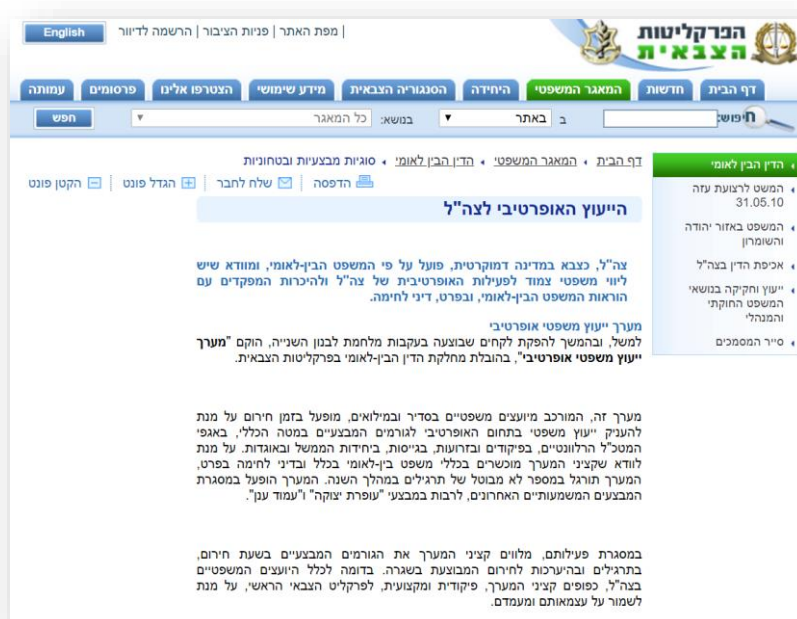 הפרקליטות
הצבאית
| מפת האתר | פניות הציבור | הרשמה לדיוור
English
דף הבית
חדשות
המאגר המשפטי
היחידה
הסנגוריה הצבאית
מידע שימושי
הצטרפו אלינו
פרסומים
עמותה
חיפוש:
ב
באתר
בנושא:
כל המאגר
חפש
הדין הבין לאומי
המשט לרצועת עזה
31.05.10
המשפט באזור יהודה
והשומרון
אכיפת הדין בצה"ל
ייעוץ וחקיקה בנושאי
המשפט החוקתי
והמנהלי
סייר המסמכים
דף הבית
המאגר המשפטי
הדין הבין לאומי
סוגיות מבצעיות ובטחוניות
הדפסה
שלח לחבר
הגדל פונט
הקטן פונט
הייעוץ האופרטיבי לצה"ל
צה"ל, כצבא במדינה דמוקרטית, פועל על פי המשפט הבין-לאומי, ומוודא שיש
ליווי משפטי צמוד לפעילות האופרטיבית של צה"ל ולהיכרות המפקדים עם
הוראות המשפט הבין-לאומי, ובפרט, דיני לחימה.
מערך ייעוץ משפטי אופרטיבי
למשל, ובהמשך להפקת לקחים שבוצעה בעקבות מלחמת לבנון השנייה, הוקם "מערך
ייעוץ משפטי אופרטיבי", בהובלת מחלקת הדין הבין-לאומי בפרקליטות הצבאית.
מערך זה, המורכב מיועצים משפטיים בסדיר ובמילואים, מופעל בזמן חירום על מנת
להעניק ייעוץ משפטי בתחום האופרטיבי לגורמים המבצעיים במטה הכללי, באגפי
המטכ"ל הרלוונטיים, בפיקודים ובזרועות, בגייסות, ביחידות הממשל ובאוגדות. על מנת
לוודא שקציני המערך מוכשרים בכללי משפט בין-לאומי בכלל ובדיני לחימה בפרט,
המערך תורגל במספר לא מבוטל של תרגילים במהלך השנה. המערך הופעל במסגרת
המבצעים המשמעותיים האחרונים, לרבות במבצעי "עופרת יצוקה" ו"עמוד ענן".
במסגרת פעילותם, מלווים קציני המערך את הגורמים המבצעיים בשעת חירום,
בתרגילים ובהיערכות לחירום המבוצעת בשגרה. בדומה לכלל היועצים המשפטיים
בצה"ל, כפופים קציני המערך, פיקודית ומקצועית, לפרקליט הצבאי הראשי, על מנת
לשמור על עצמאותם ומעמדם.